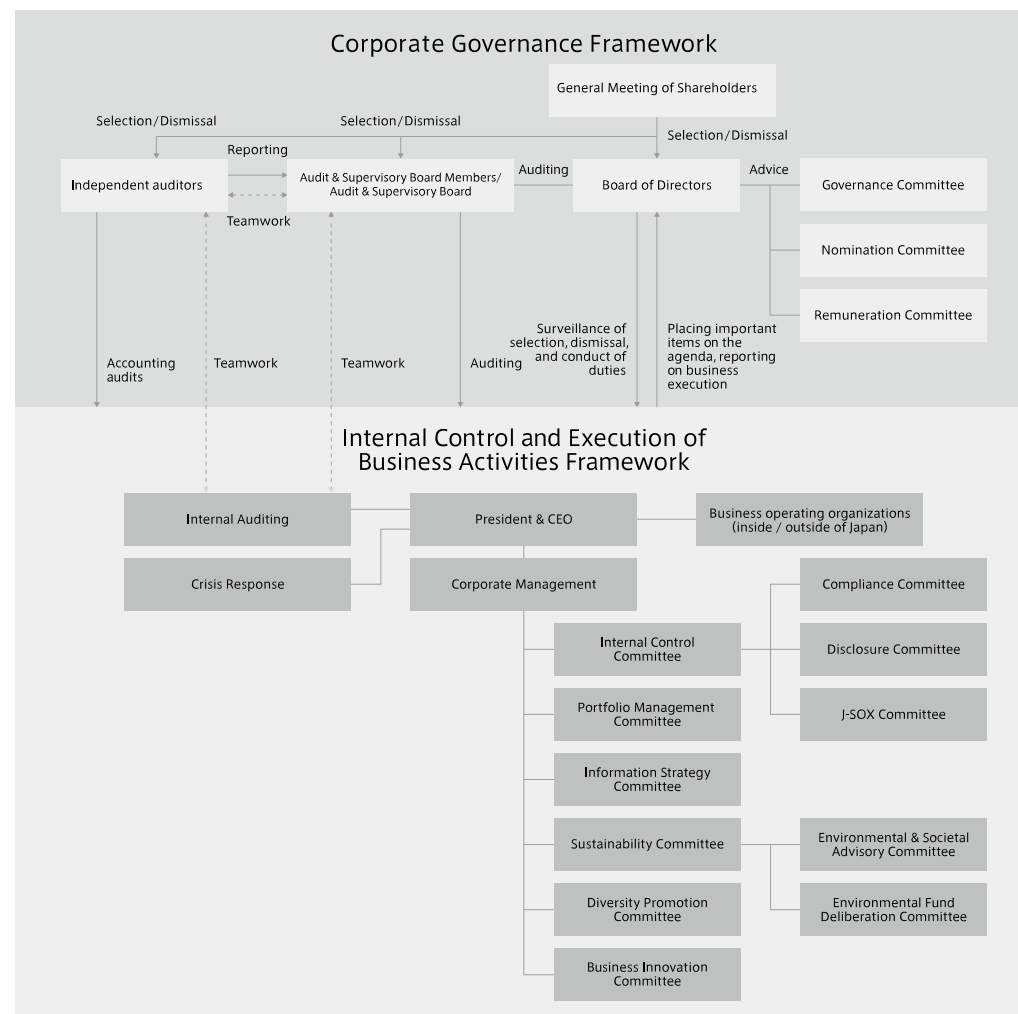 Corporate Governance Framework
General Meeting of Shareholders
Selection/Dismissal
Selection/Dismissal
Selection/Dismissal
Reporting
Independent auditors
Audit & Supervisory Board Members/
Audit & Supervisory Board
Auditing
Board of Directors
Advice
Governance Committee
Teamwork
Nomination Committee
Remuneration Committee
Accounting
audits
Teamwork
Teamwork
Auditing
Surveillance of
selection, dismissal,
and conduct of
duties
Placing important
items on the
agenda, reporting
on business
execution
Internal Control and Execution of
Business Activities Framework
Internal Auditing
President & CEO
Business operating organizations
(inside / outside of Japan)
Crisis Response
Corporate Management
Compliance Committee
Internal Control
Committee
Disclosure Committee
Portfolio Management
Committee
J-SOX Committee
Information Strategy
Committee
Sustainability Committee
Environmental & Societal
Advisory Committee
Diversity Promotion
Committee
Environmental Fund
Deliberation Committee
Business Innovation
Committee